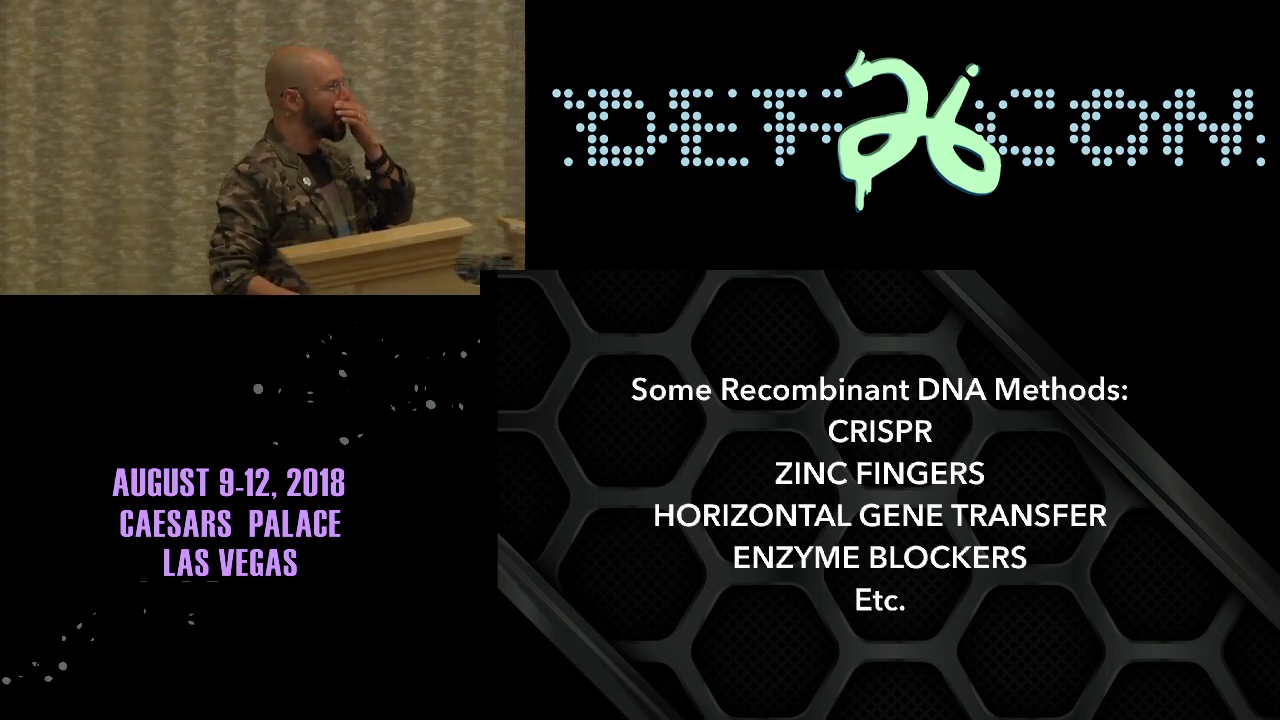 DEF 26 CON
AUGUST 9-12, 2018
CAESARS PALACE
LAS VEGAS
Some Recombinant DNA Methods:
CRISPR
ZINC FINGERS
HORIZONTAL GENE TRANSFER
ENZYME BLOCKERS
Etc.